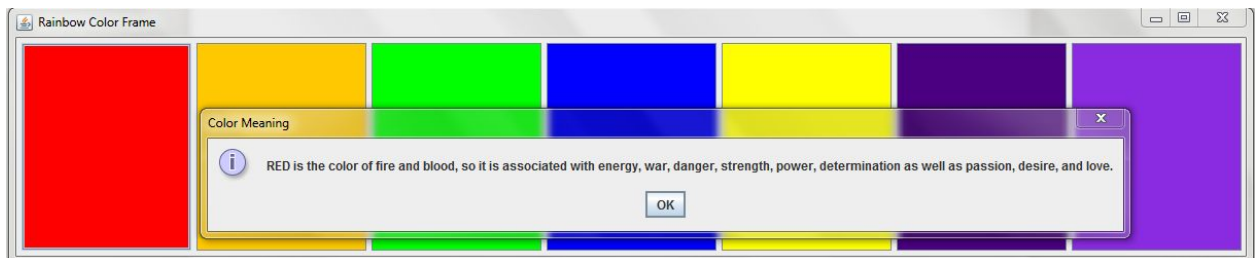 Rainbow Color Frame
Color Meaning
RED is the color of fire and blood, so it is associated with energy, war, danger, strength, power, determination as well as passion, desire, and love.
OK